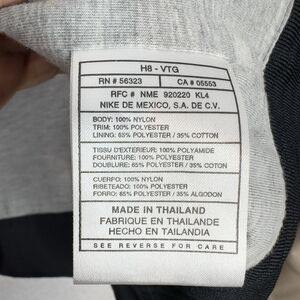 H8 - VTG
RN # 56323 CA # 05553
RFC # NME 920220 KL4
NIKE DE MEXICO, S.A. DE C.V.
BODY: 100% NYLON
TRIM: 100% POLYESTER
LINING: 65% POLYESTER / 35% COTTON
TISSU D'EXTERIEUR: 100% POLYAMIDE
FOURNITURE: 100% POLYESTER
DOUBLURE: 65% POLYESTER / 35% COTON
CUERPO: 100% NYLON
RIBETEADO: 100% POLYESTER
FORRO: 65% POLYESTER / 35% ALGODON
MADE IN THAILAND
FABRIQUE EN THAILANDE
HECHO EN TAILANDIA
SEE REVERSE FOR CARE